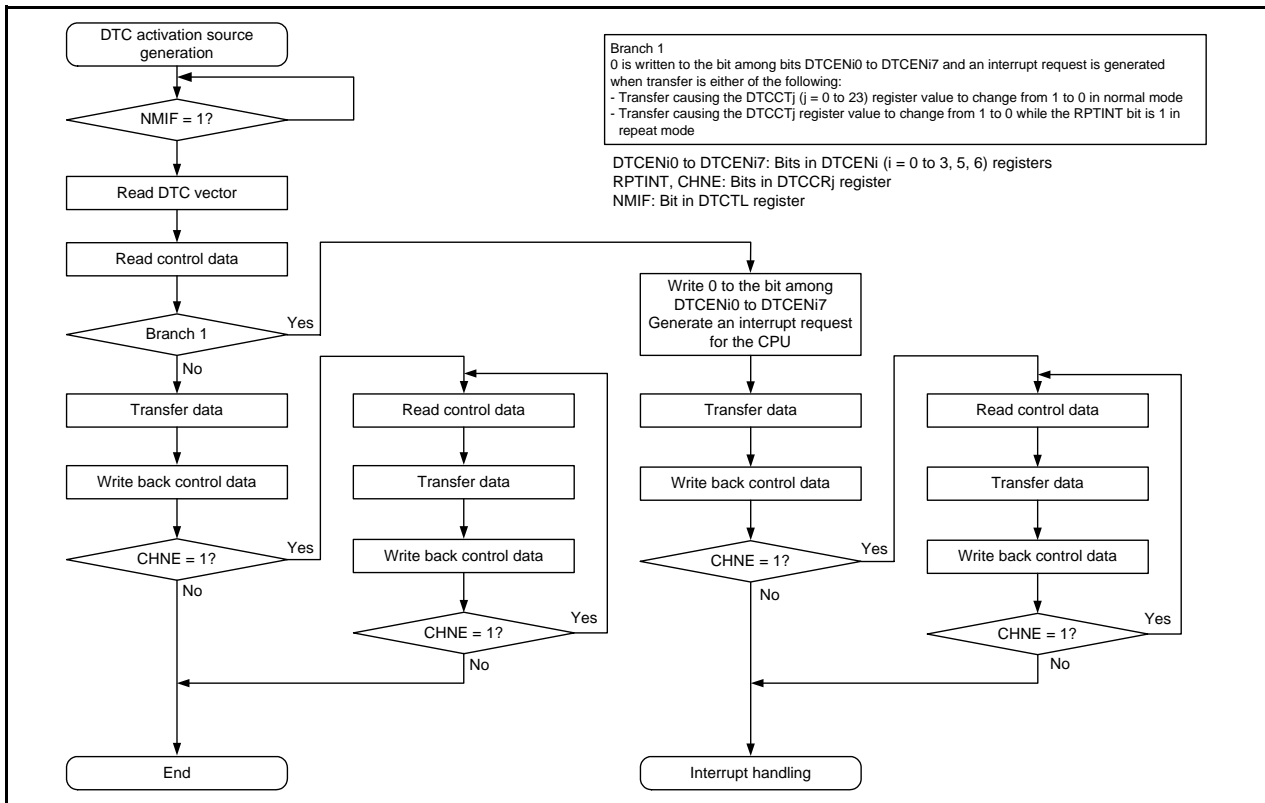 DTC activation source
generation
NMIF = 1?
Read DTC vector
Read control data
Branch 1
Yes
No
Transfer data
Write back control data
CHNE = 1?
Yes
No
End
Read control data
Transfer data
Write back control data
CHNE = 1?
Yes
No
Branch 1
0 is written to the bit among bits DTCENi0 to DTCENi7 and an interrupt request is generated
when transfer is either of the following:
- Transfer causing the DTCCTj (j = 0 to 23) register value to change from 1 to 0 in normal mode
- Transfer causing the DTCCTj register value to change from 1 to 0 while the RPTINT bit is 1 in
repeat mode
DTCENi0 to DTCENi7: Bits in DTCENi (i = 0 to 3, 5, 6) registers
RPTINT, CHNE: Bits in DTCCRj register
NMIF: Bit in DTCTL register
Write 0 to the bit among
DTCENi0 to DTCENi7
Generate an interrupt request
for the CPU
Transfer data
Write back control data
CHNE = 1?
Yes
No
Interrupt handling
Read control data
Transfer data
Write back control data
CHNE = 1?
Yes
No